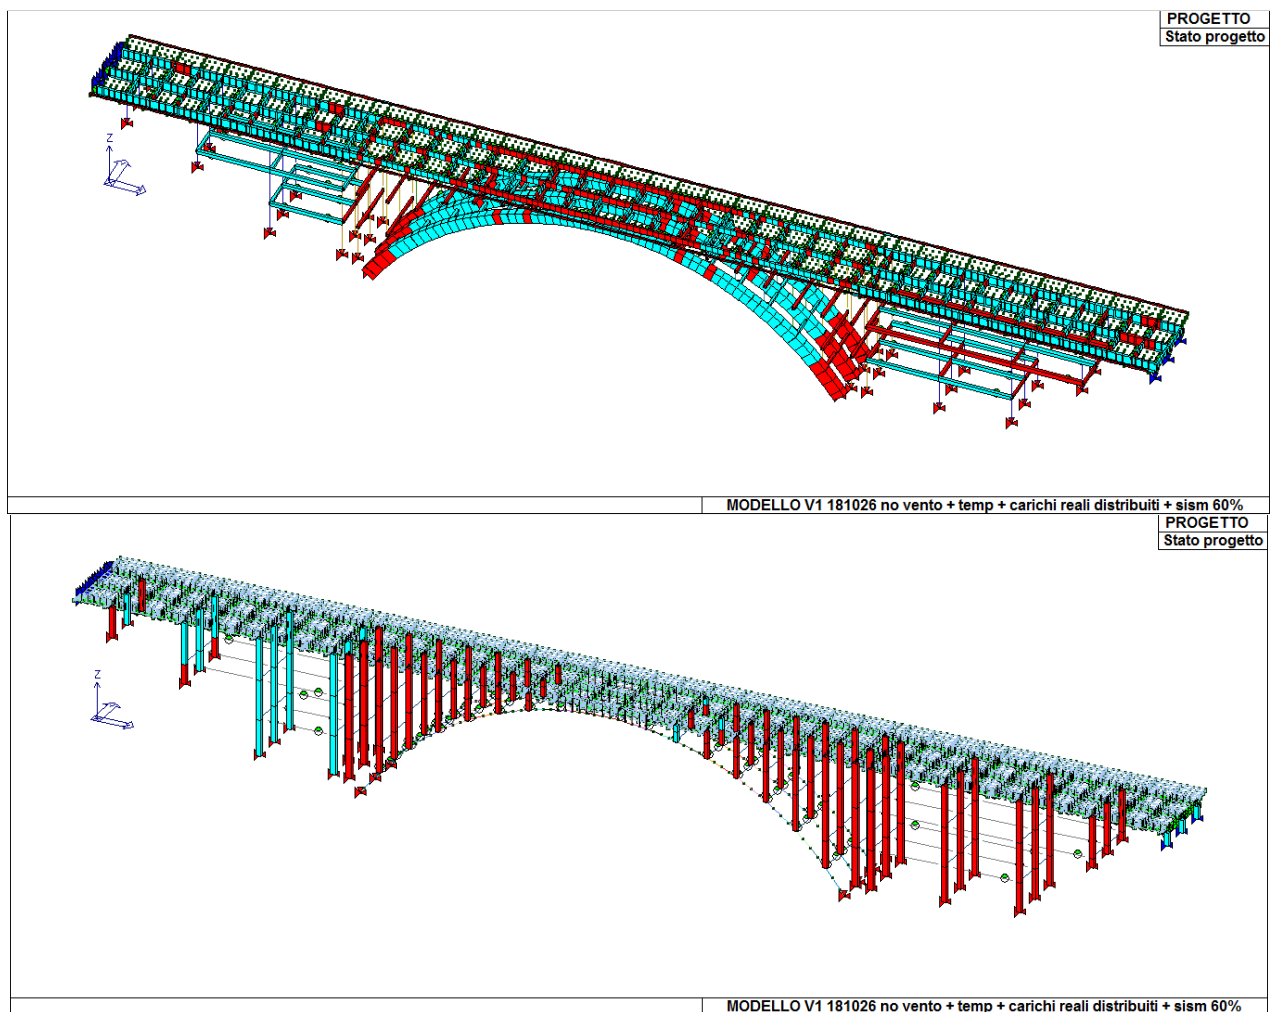 PROGETTO
Stato progetto
Z
MODELLO V1 181026 no vento + temp + carichi reali distribuiti + sism 60%
PROGETTO
Stato progetto
Z
MODELLO V1 181026 no vento + temp + carichi reali distribuiti + sism 60%